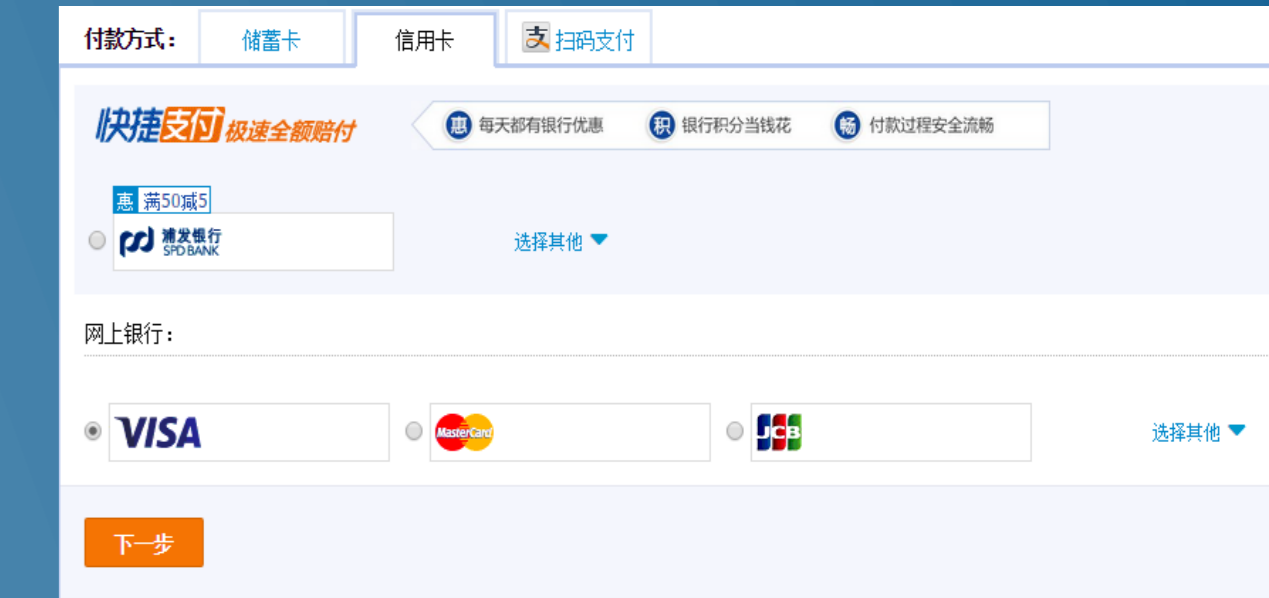 付款方式： 储蓄卡 信用卡 支 扫码支付
快捷支付 极速全额赔付 惠 每天都有银行优惠 积 银行积分当钱花 畅 付款过程安全流畅
惠 满50减5
浦发银行 选择其他
SPD BANK
网上银行：
VISA MasterCard JCB 选择其他
下一步